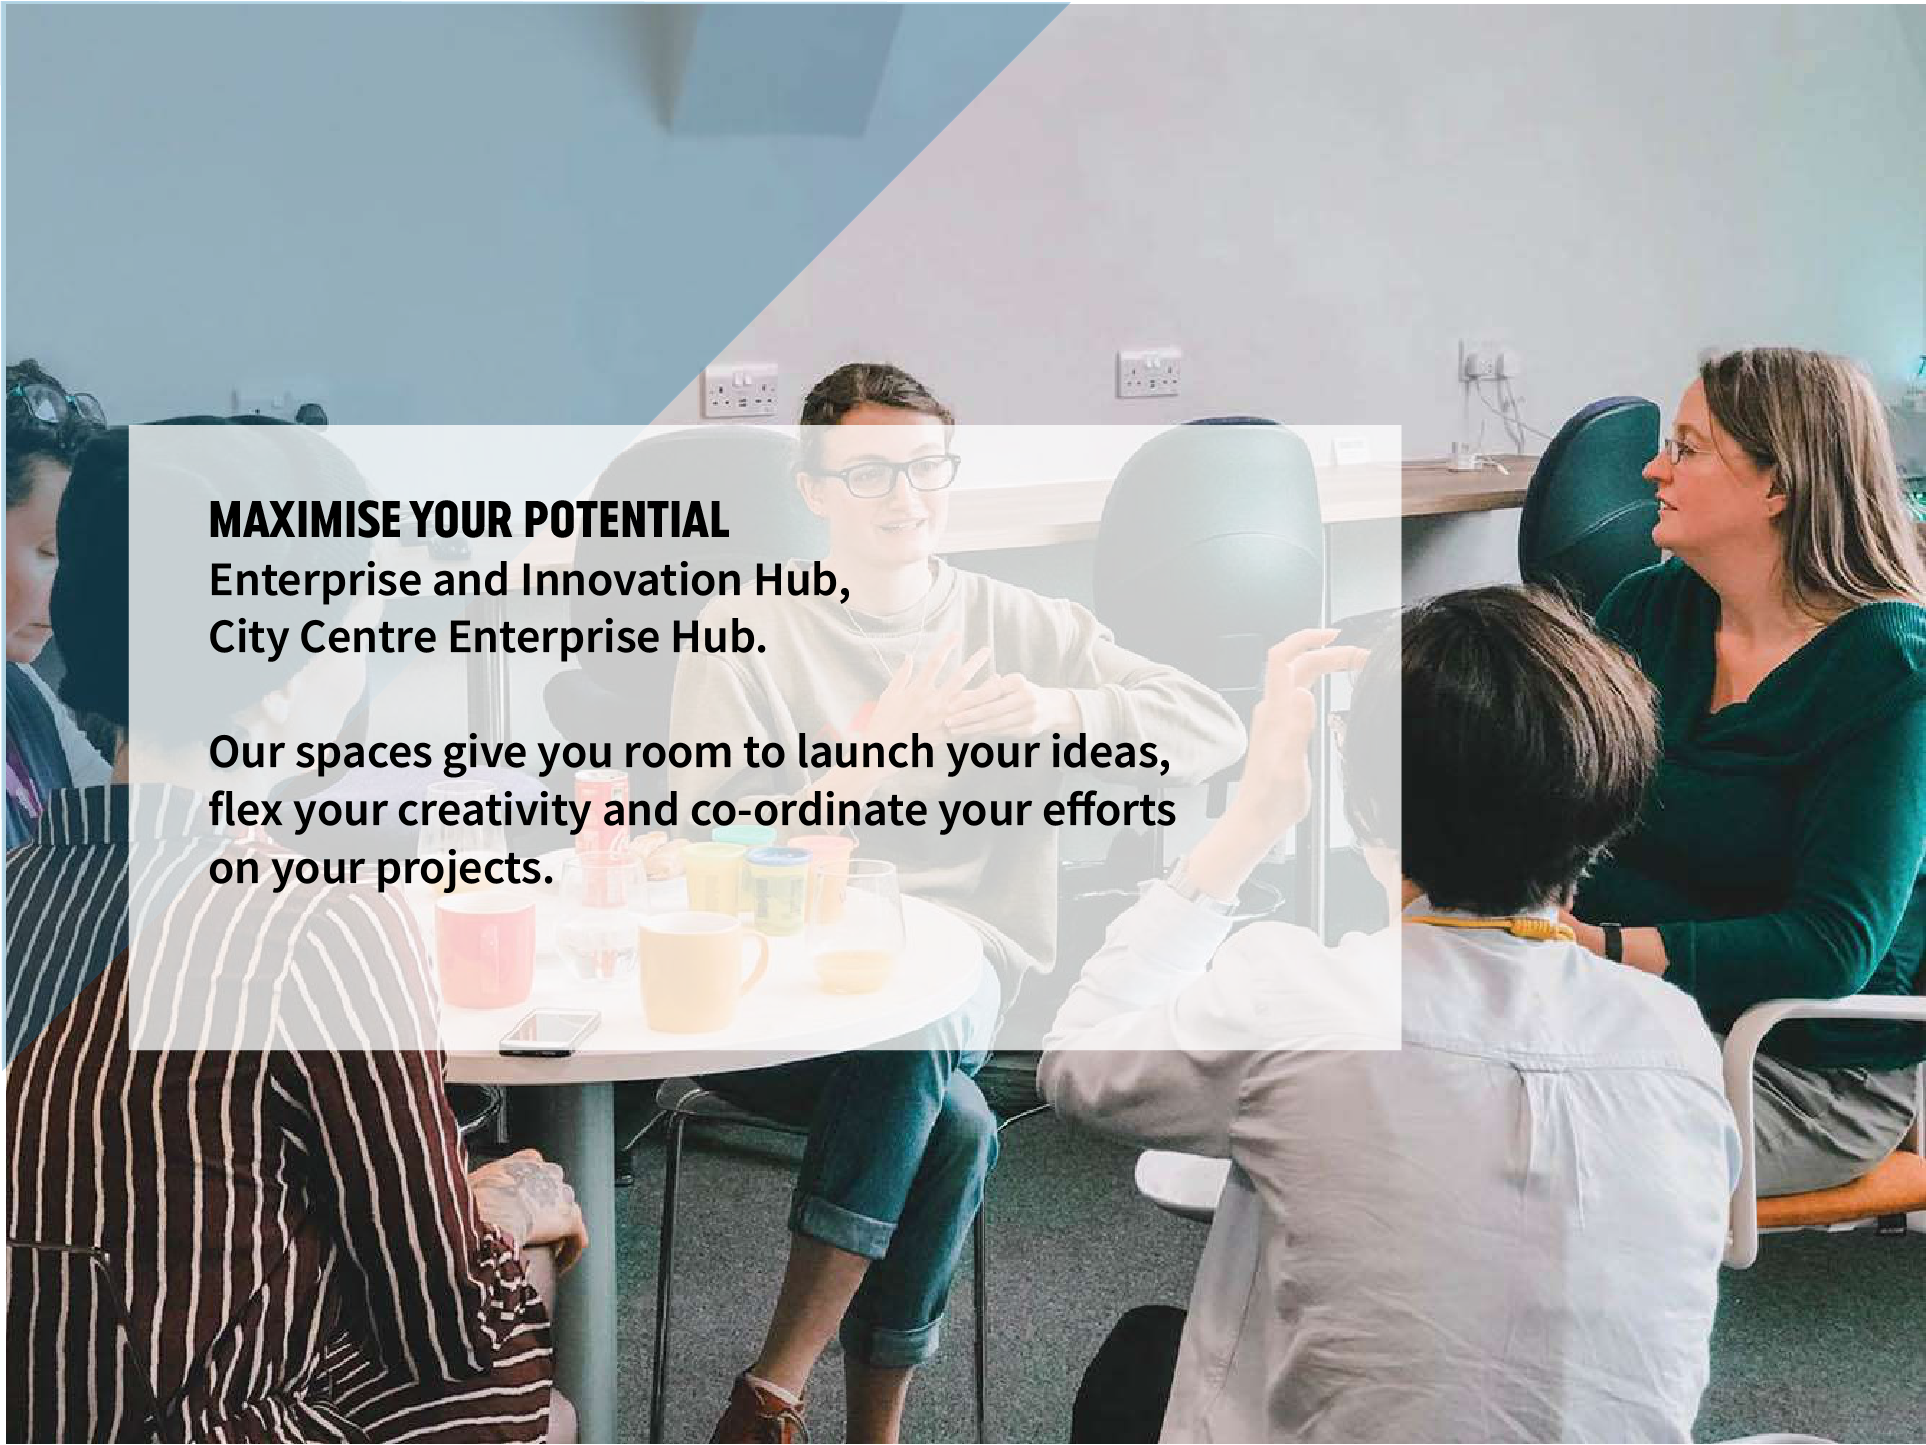 MAXIMISE YOUR POTENTIAL
Enterprise and Innovation Hub,
City Centre Enterprise Hub.
Our spaces give you room to launch your ideas,
flex your creativity and co-ordinate your efforts
on your projects.